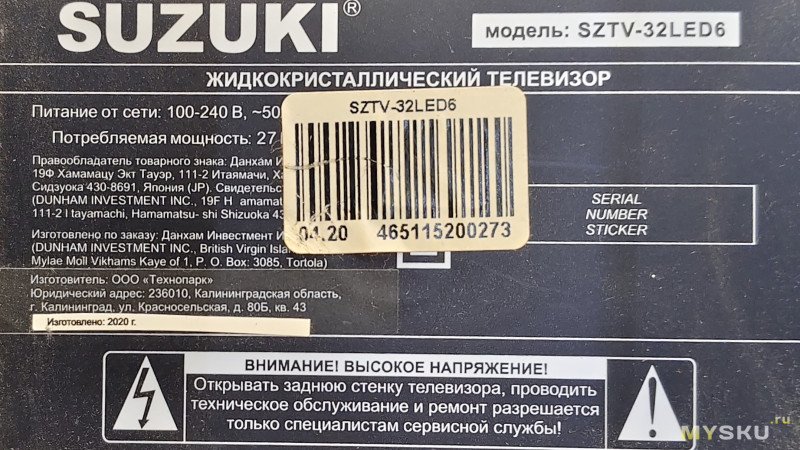 SUZUKI®
модель: SZTV-32LED6
ЖИДКОКРИСТАЛЛИЧЕСКИЙ ТЕЛЕВИЗОР
Питание от сети: 100-240 В, ~50
Потребляемая мощность: 27
SZTV-32LED6
04.20 465115200273
Правообладатель товарного знака: Данхам И
19Ф Хамамацу Экт Тауэр, 111-2 Итаямачи, Ха
Сидзуока 430-8691, Япония (JP). Свидетельс
(DUNHAM INVESTMENT INC., 19F H amamat
111-2 I tayamachi, Hamamatsu- shi Shizuoka 43
Изготовлено по заказу: Данхам Инвестмент И
(DUNHAM INVESTMENT INC., British Virgin Isla
Mylae Moll Vikhams Kaye of 1, P. O. Box: 3085, Tortola)
SERIAL
NUMBER
STICKER
Изготовитель: ООО «Технопарк»
Юридический адрес: 236010, Калининградская область,
г. Калининград, ул. Красносельская, д. 80Б, кв. 43
Изготовлено: 2020 г.
ВНИМАНИЕ! ВЫСОКОЕ НАПРЯЖЕНИЕ!
Открывать заднюю стенку телевизора, проводить
техническое обслуживание и ремонт разрешается
только специалистам сервисной службы!
MYSKU.ru